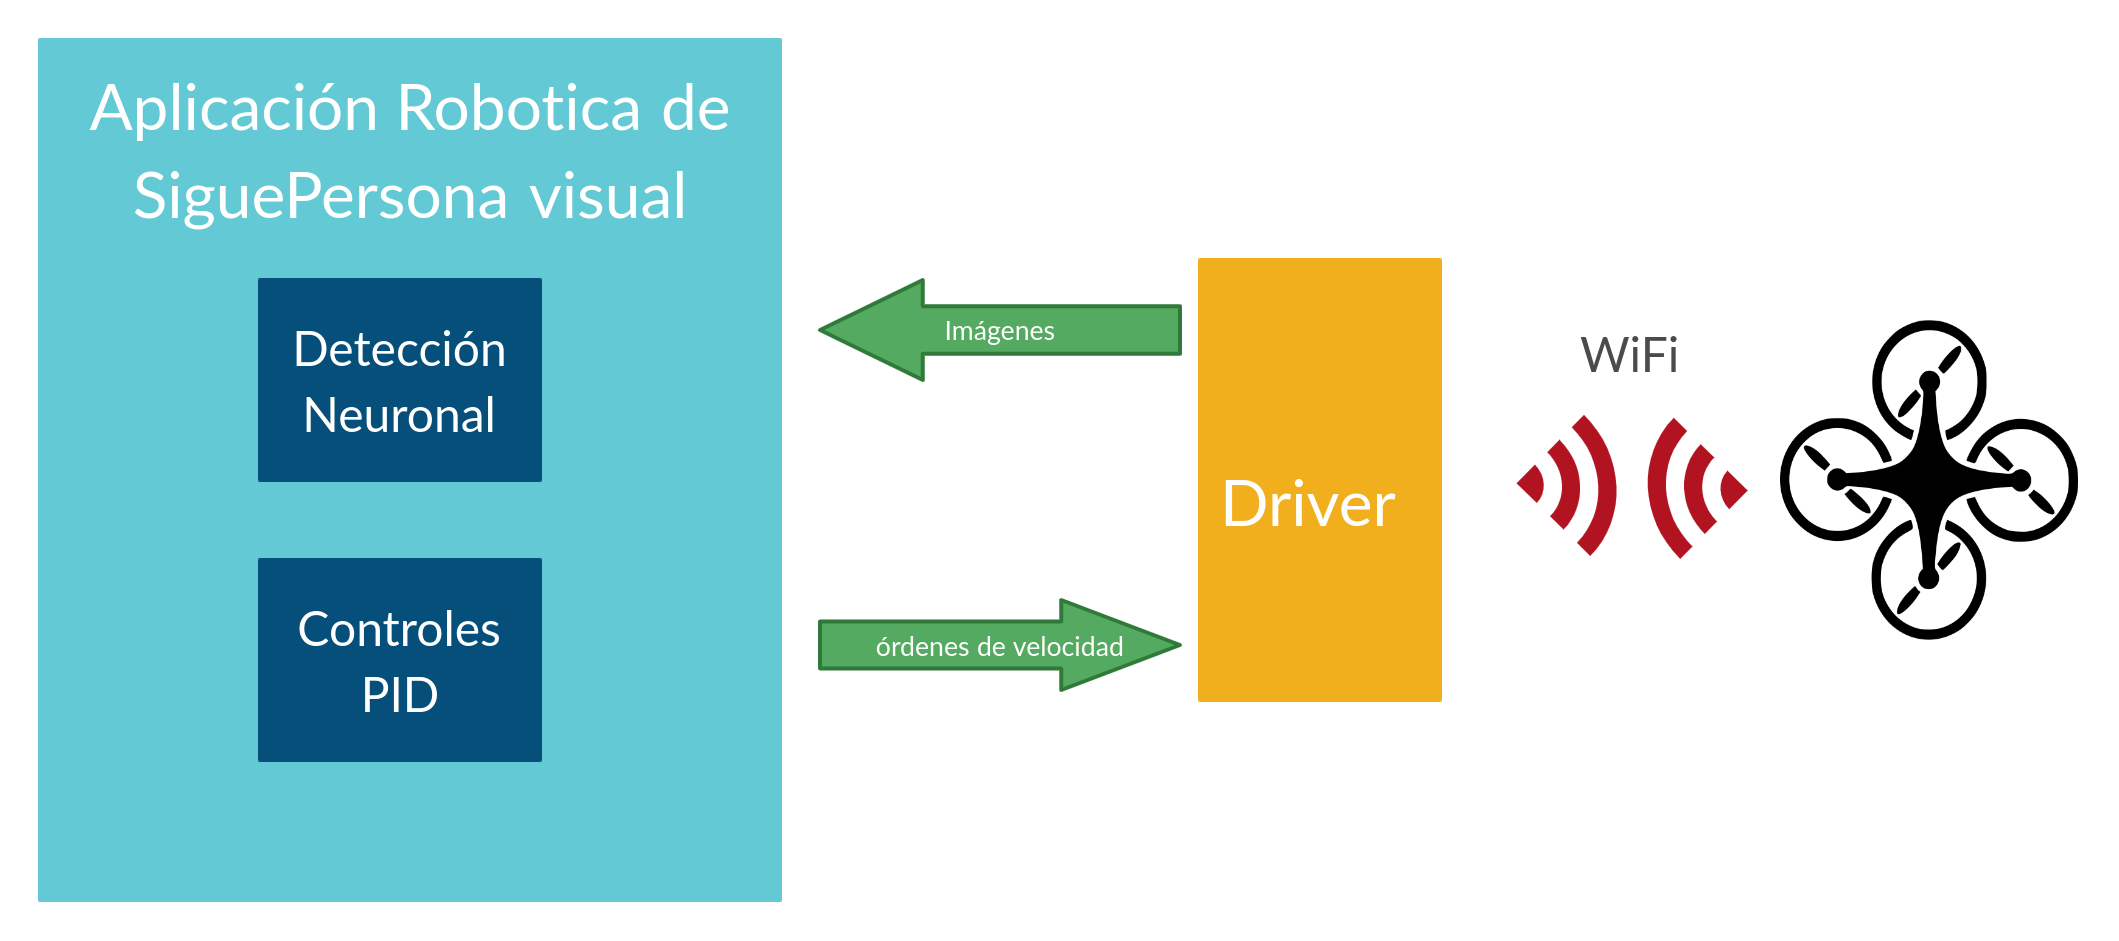 Aplicación Robotica de
SiguePersona visual
Detección
Neuronal
Controles
PID
Imágenes
órdenes de velocidad
Driver
WiFi